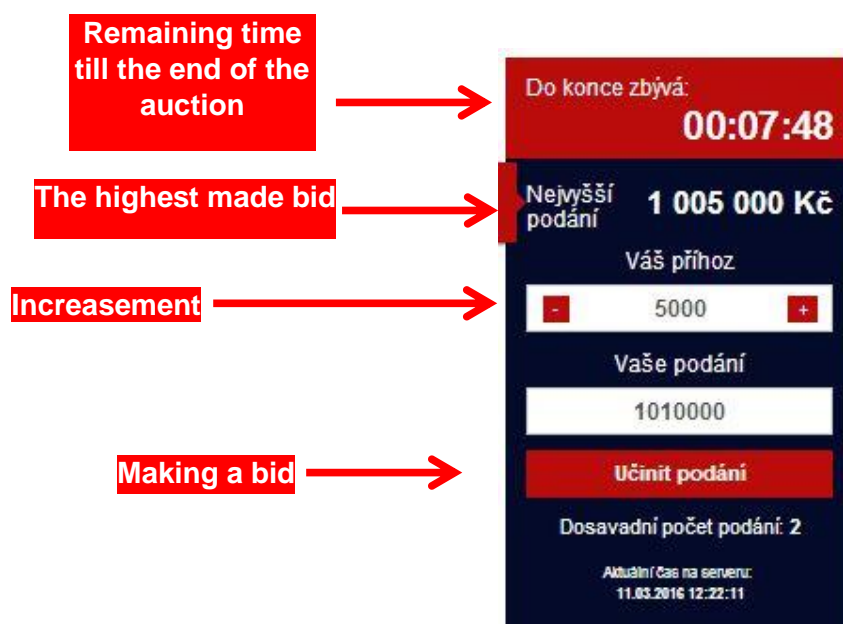 Remaining time
till the end of the
auction
Do konce zbývá:
00:07:48
The highest made bid
Nejvyšší
podání
1 005 000 Kč
Váš příhoz
Increasement
- 5000 +
Vaše podání
1010000
Making a bid
Učinit podání
Dosavadní počet podání: 2
Aktuální čas na serveru:
11.03.2016 12:22:11